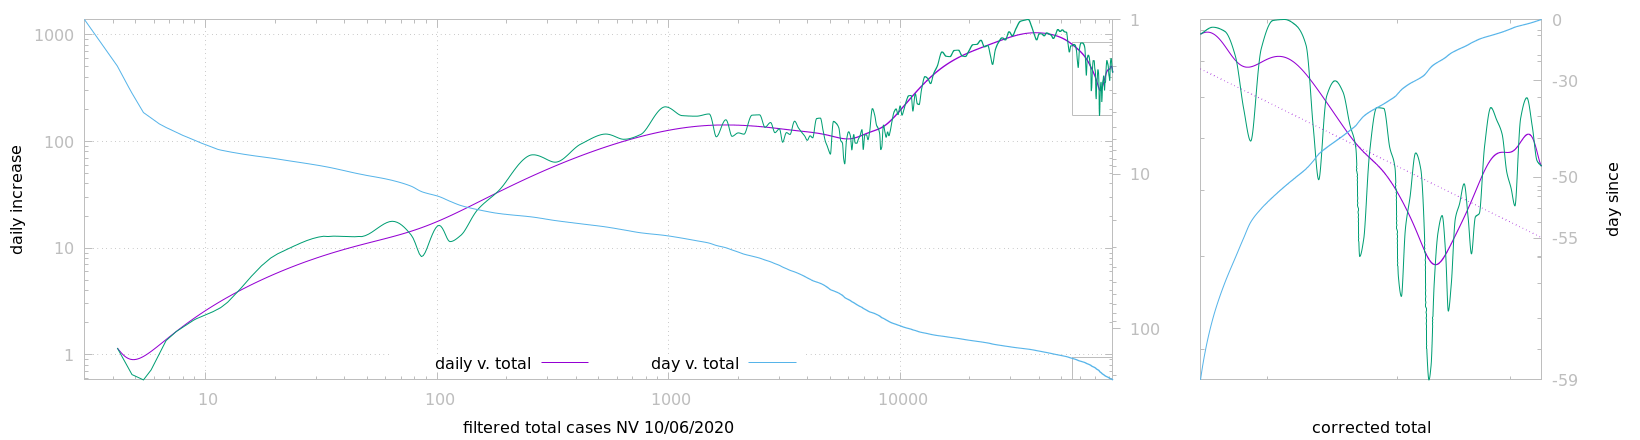 daily increase
1000
100
10
1
10
100
1000
10000
filtered total cases NV 10/06/2020
daily v. total
day v. total
1
10
100
0
-30
-50
-55
-59
day since
corrected total